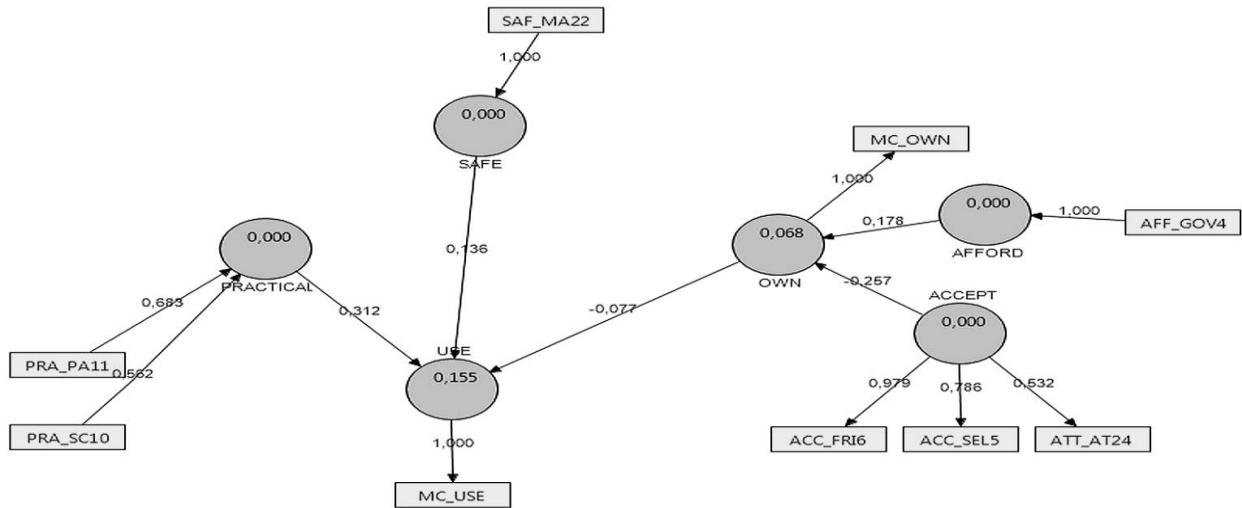 SAF_MA22
1,000
0,000
SAFE
MC_OWN
1,000
0,000
AFFORD
1,000
AFF_GOV4
0,178
0,068
OWN
0,000
PRACTICAL
0,136
-0,257
ACCEPT
0,000
0,683
0,312
-0,077
PRA_PA11
0,562
USE
0,155
0,979
0,786
0,532
PRA_SC10
1,000
ACC_FRI6
ACC_SEL5
ATT_AT24
MC_USE